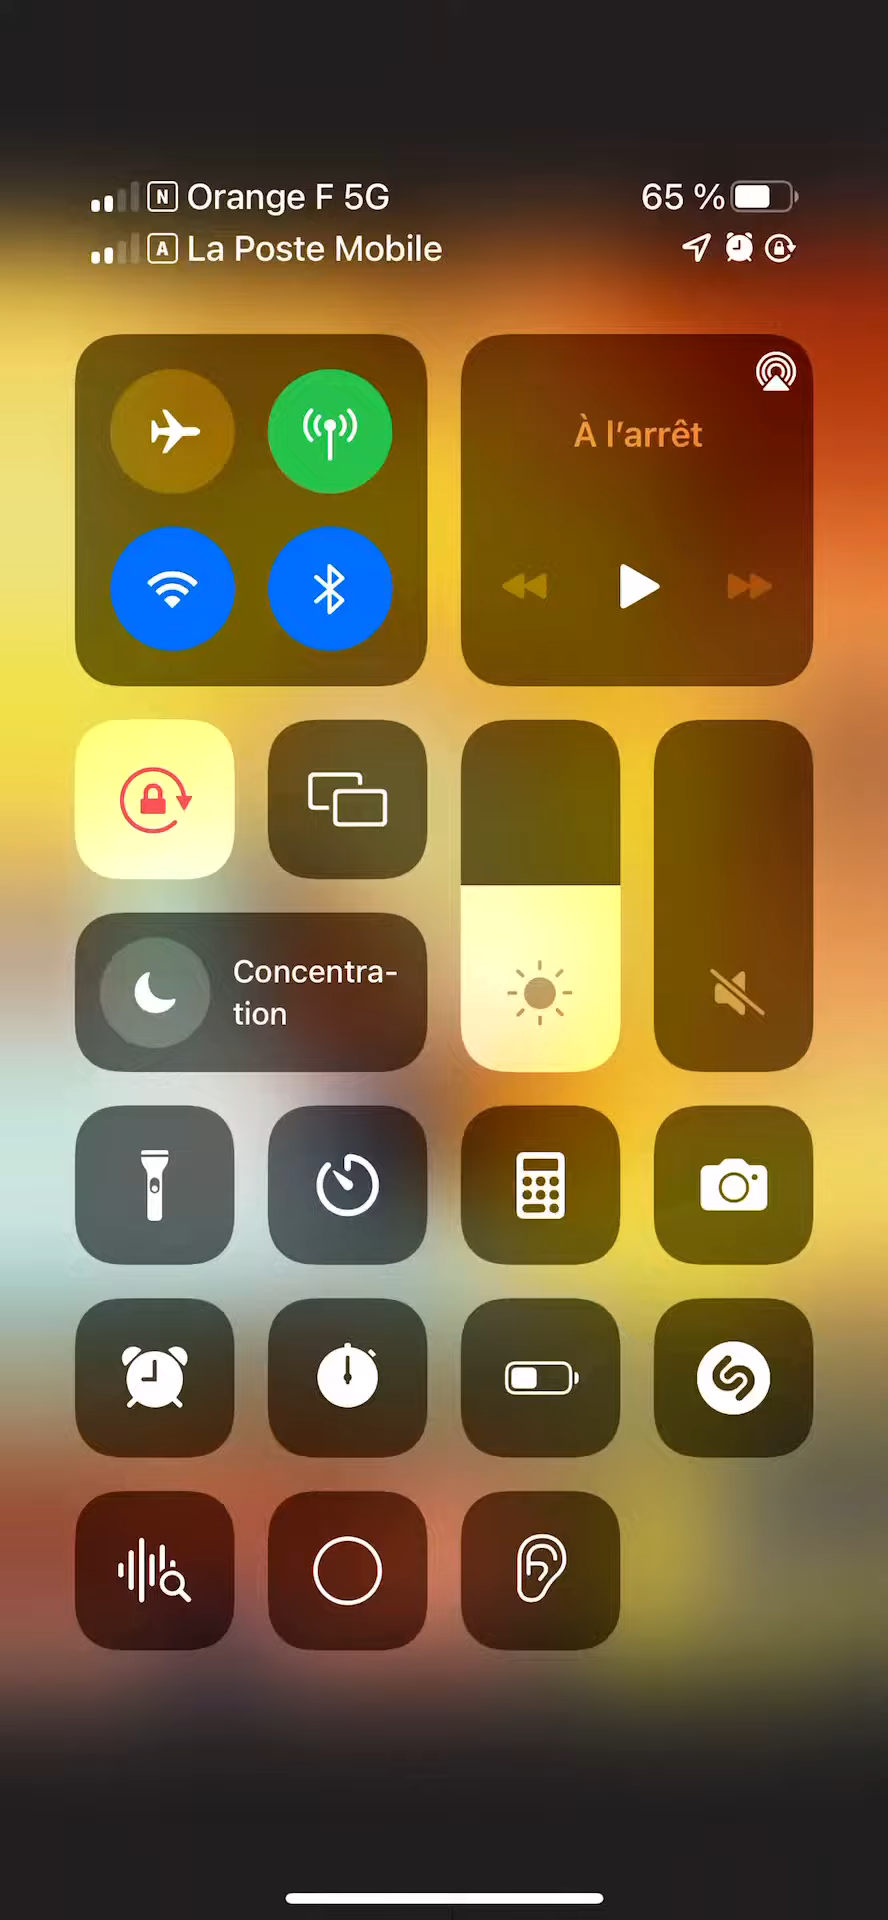 N Orange F 5G
65 %
A La Poste Mobile
À l’arrêt
Concentra-
tion